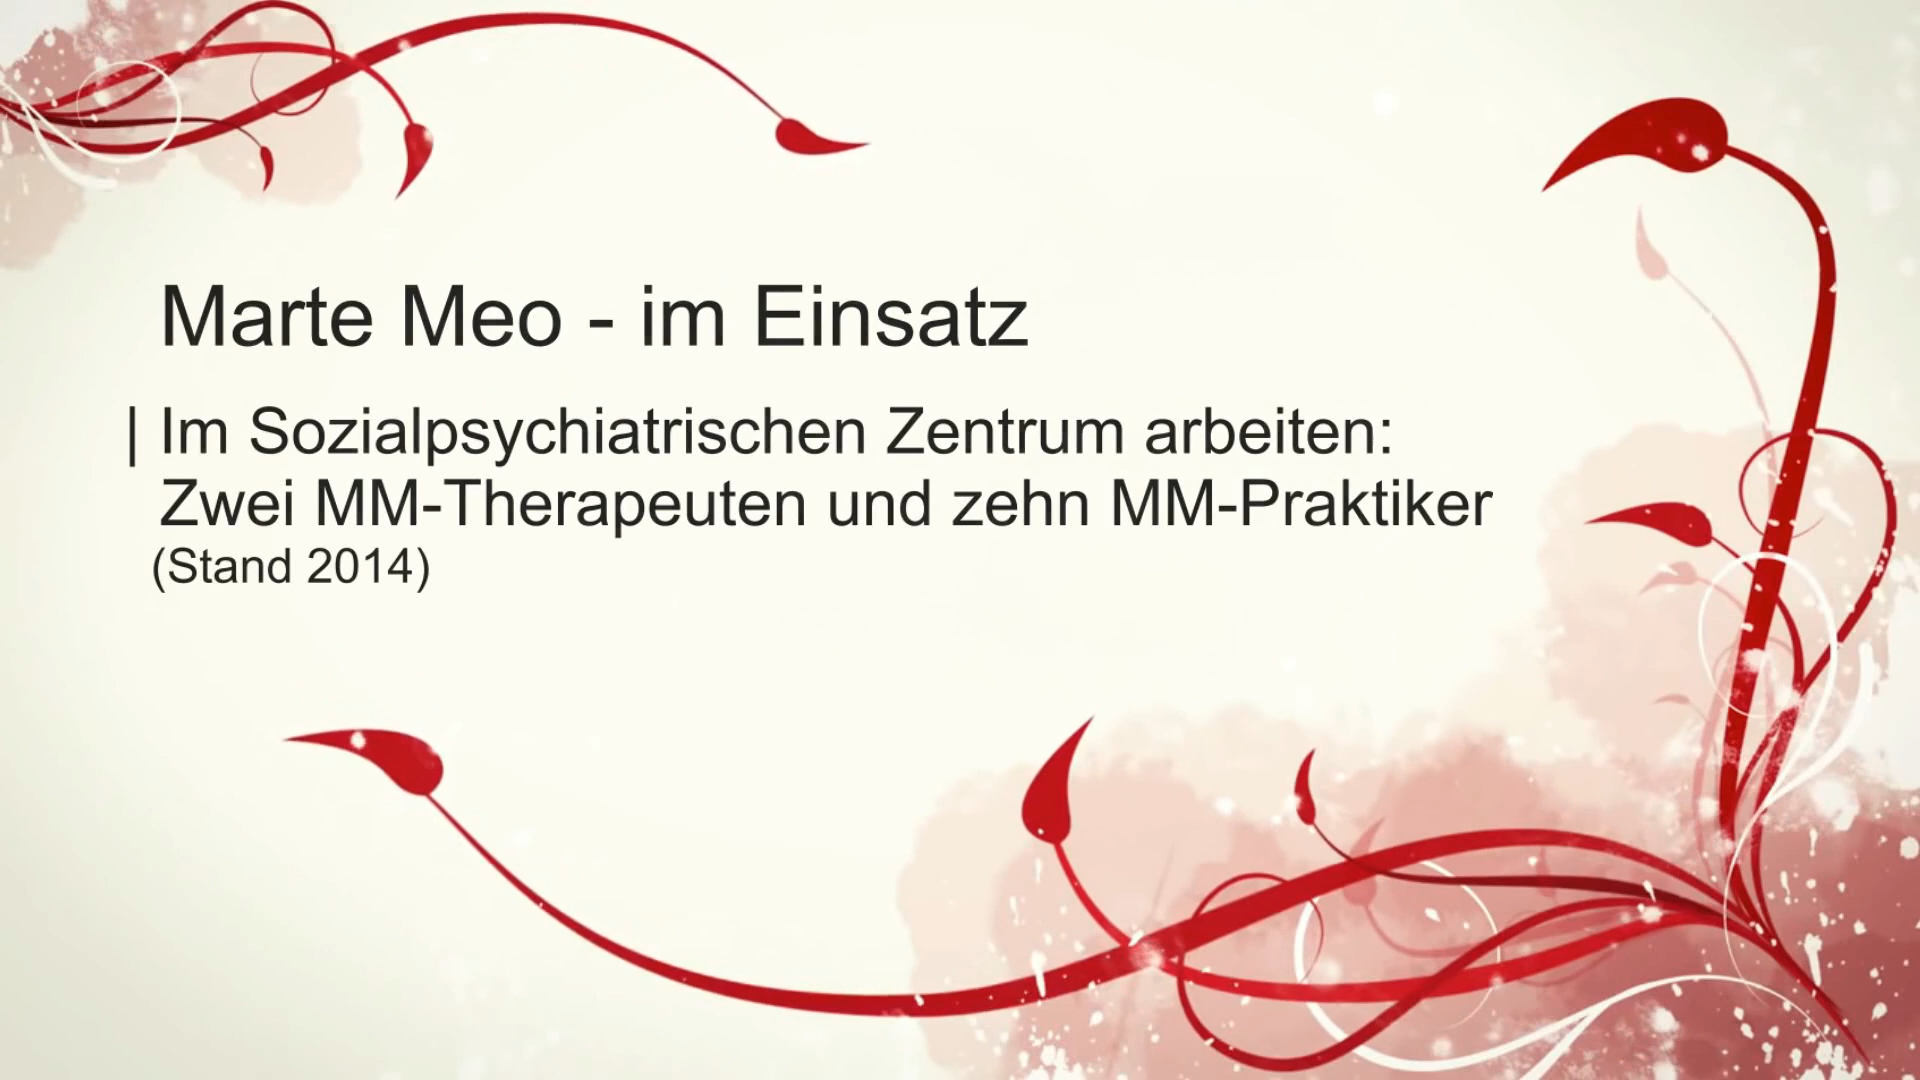 Marte Meo - im Einsatz
| Im Sozialpsychiatrischen Zentrum arbeiten:
Zwei MM-Therapeuten und zehn MM-Praktiker
(Stand 2014)